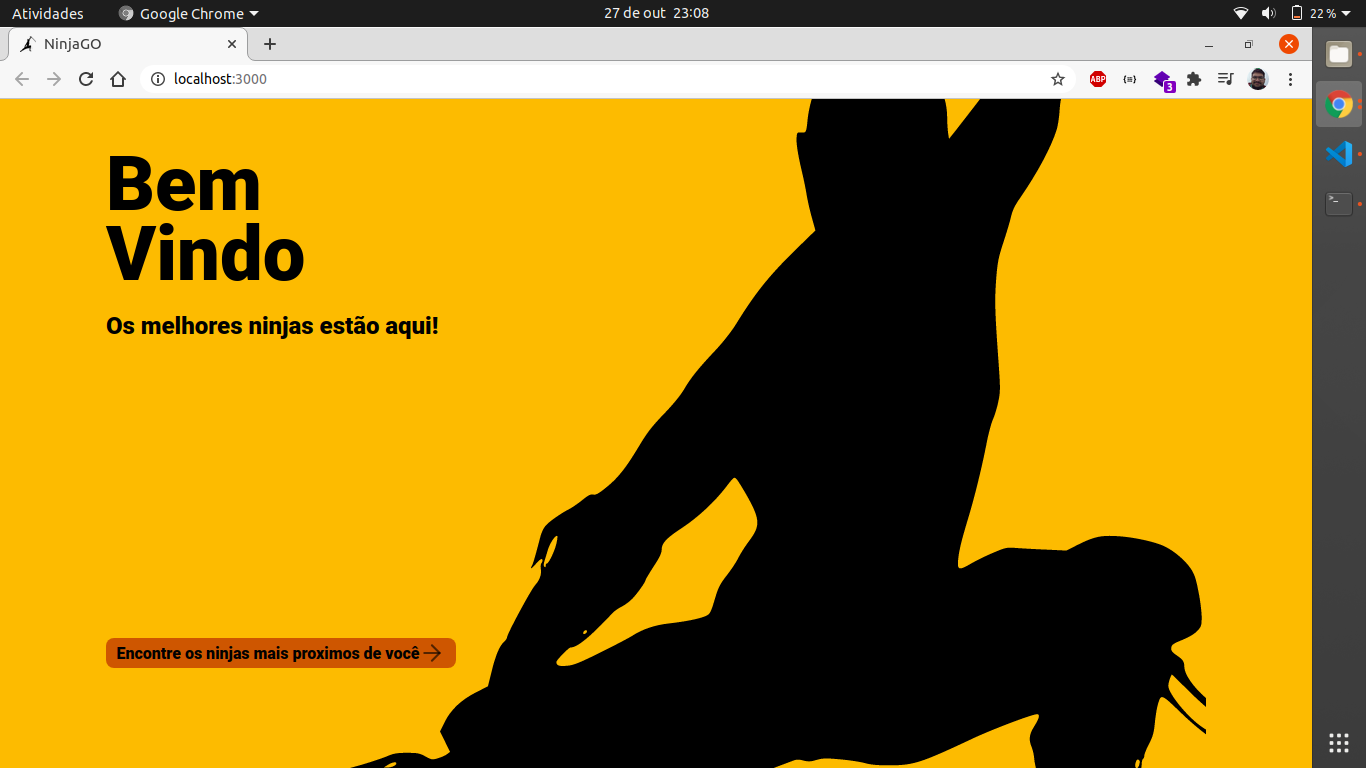 Atividades Google Chrome 27 de out 23:08 22 %
NinjaGO
localhost:3000
ABP
3
Bem
Vindo
Os melhores ninjas estão aqui!
Encontre os ninjas mais proximos de você